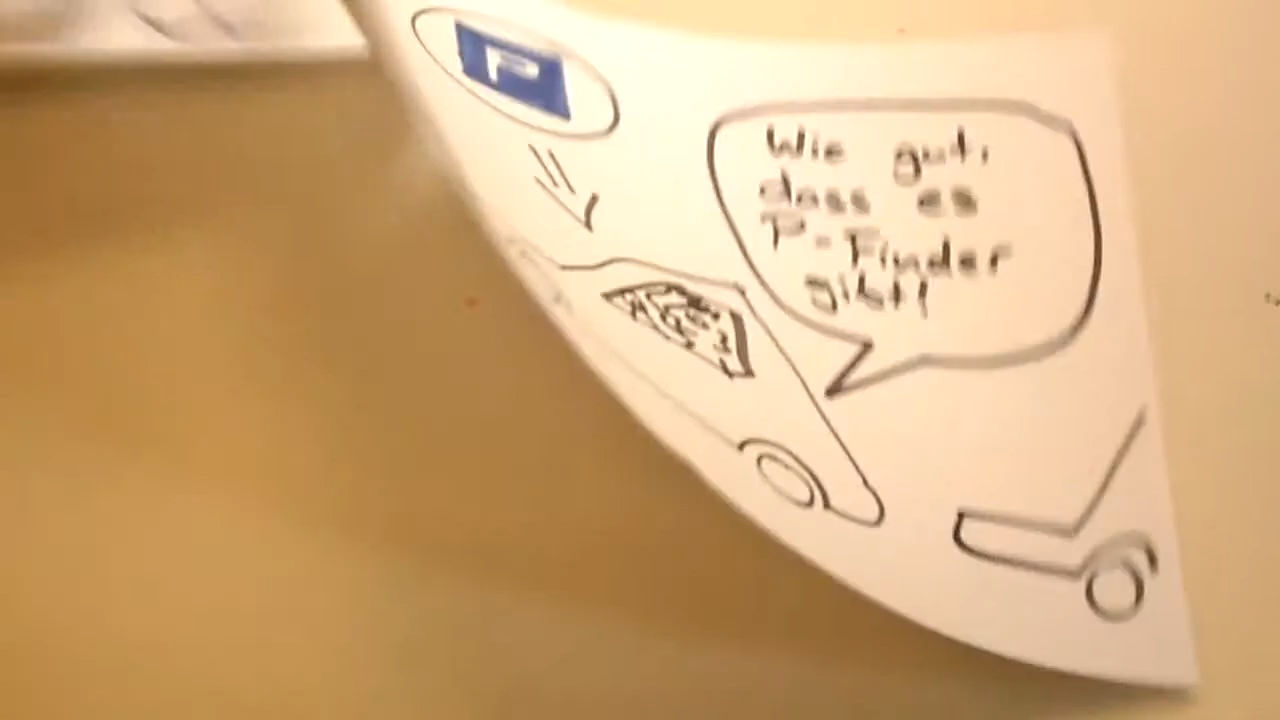 P
Wie gut,
dass es
P-Finder
gibt!